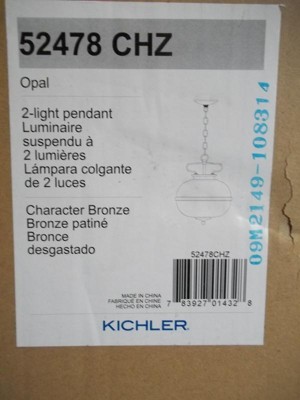 52478 CHZ
Opal
2-light pendant
Luminaire
suspendu à
2 lumières
Lámpara colgante
de 2 luces
Character Bronze
Bronze patiné
Bronce
desgastado
09M2149-108314
52478CHZ
MADE IN CHINA
FABRIQUÉ EN CHINE
HECHO EN CHINA
7 83927 01432 8
KICHLER